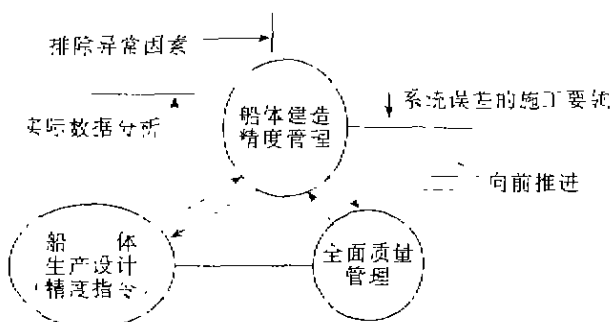 排除异常因素
实际数据分析
船体建造
精度管理
系统误差的施工要领
向前推进
船体
生产设计
(精度指导)
全面质量
管理